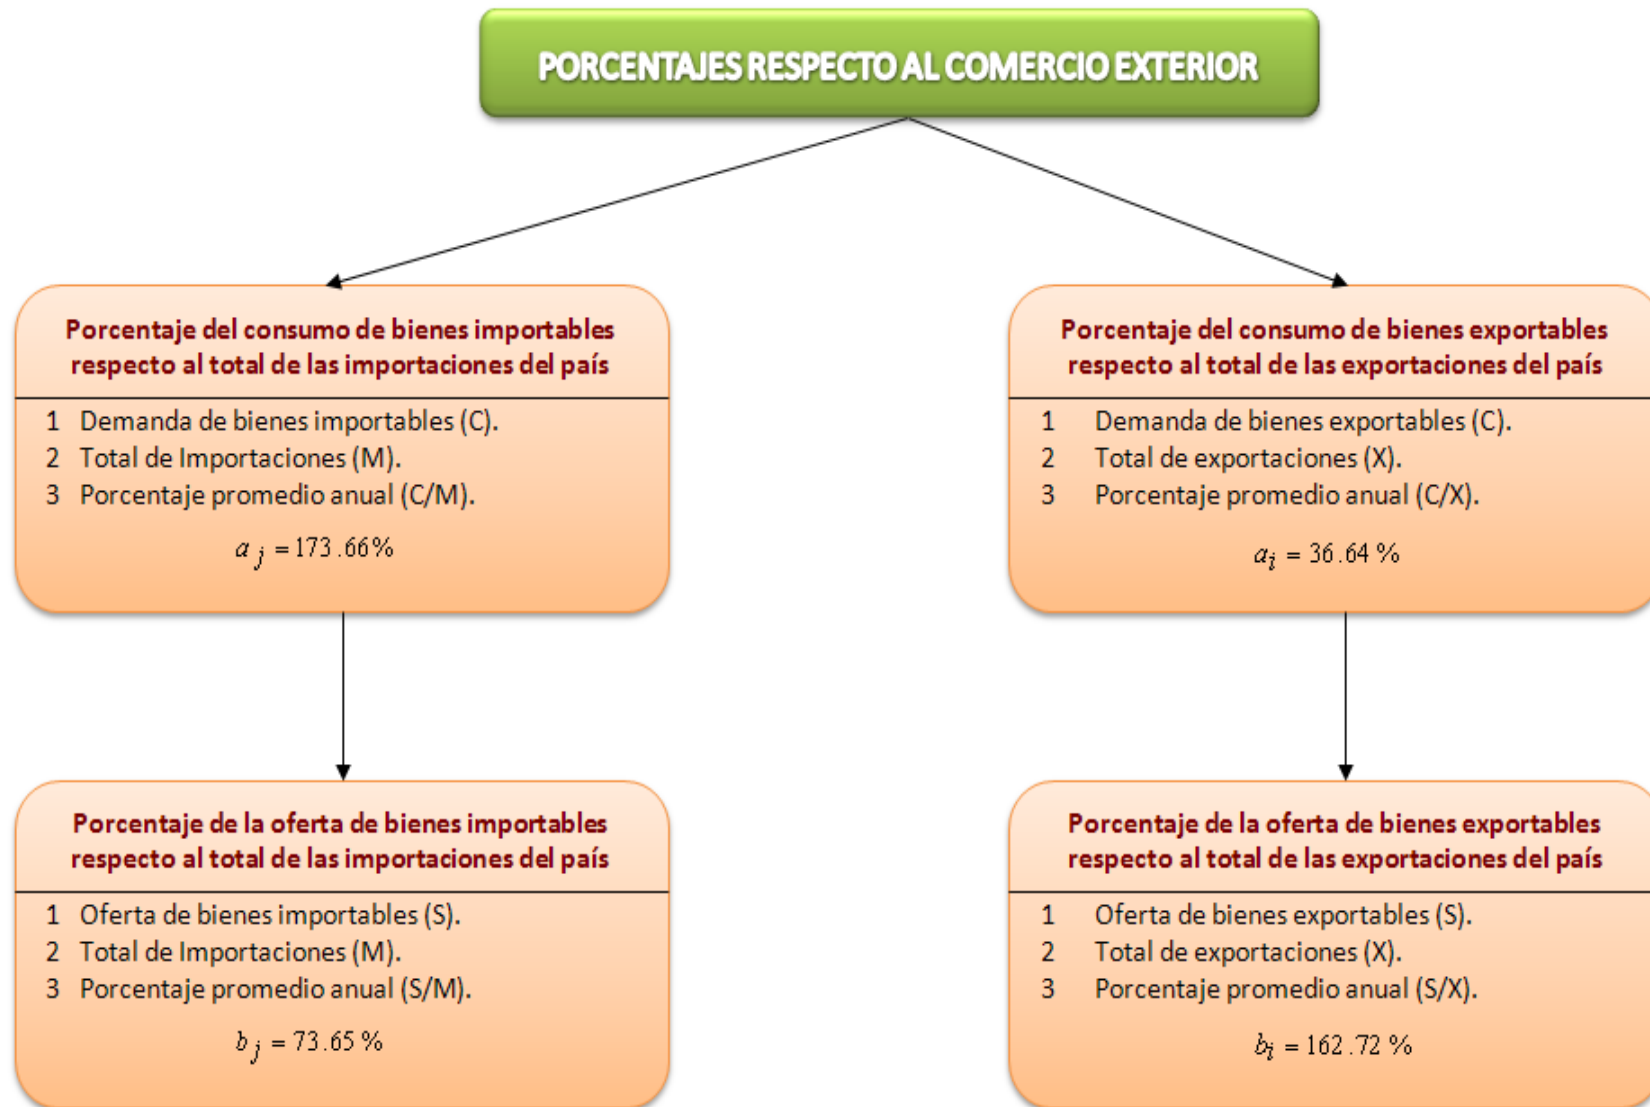 PORCENTAJES RESPECTO AL COMERCIO EXTERIOR
Porcentaje del consumo de bienes importables
respecto al total de las importaciones del país
1 Demanda de bienes importables (C).
2 Total de Importaciones (M).
3 Porcentaje promedio anual (C/M).
a j = 173.66%
Porcentaje del consumo de bienes exportables
respecto al total de las exportaciones del país
1 Demanda de bienes exportables (C).
2 Total de exportaciones (X).
3 Porcentaje promedio anual (C/X).
a i = 36.64 %
Porcentaje de la oferta de bienes importables
respecto al total de las importaciones del país
1 Oferta de bienes importables (S).
2 Total de Importaciones (M).
3 Porcentaje promedio anual (S/M).
b j = 73.65 %
Porcentaje de la oferta de bienes exportables
respecto al total de las exportaciones del país
1 Oferta de bienes exportables (S).
2 Total de exportaciones (X).
3 Porcentaje promedio anual (S/X).
b i = 162.72 %